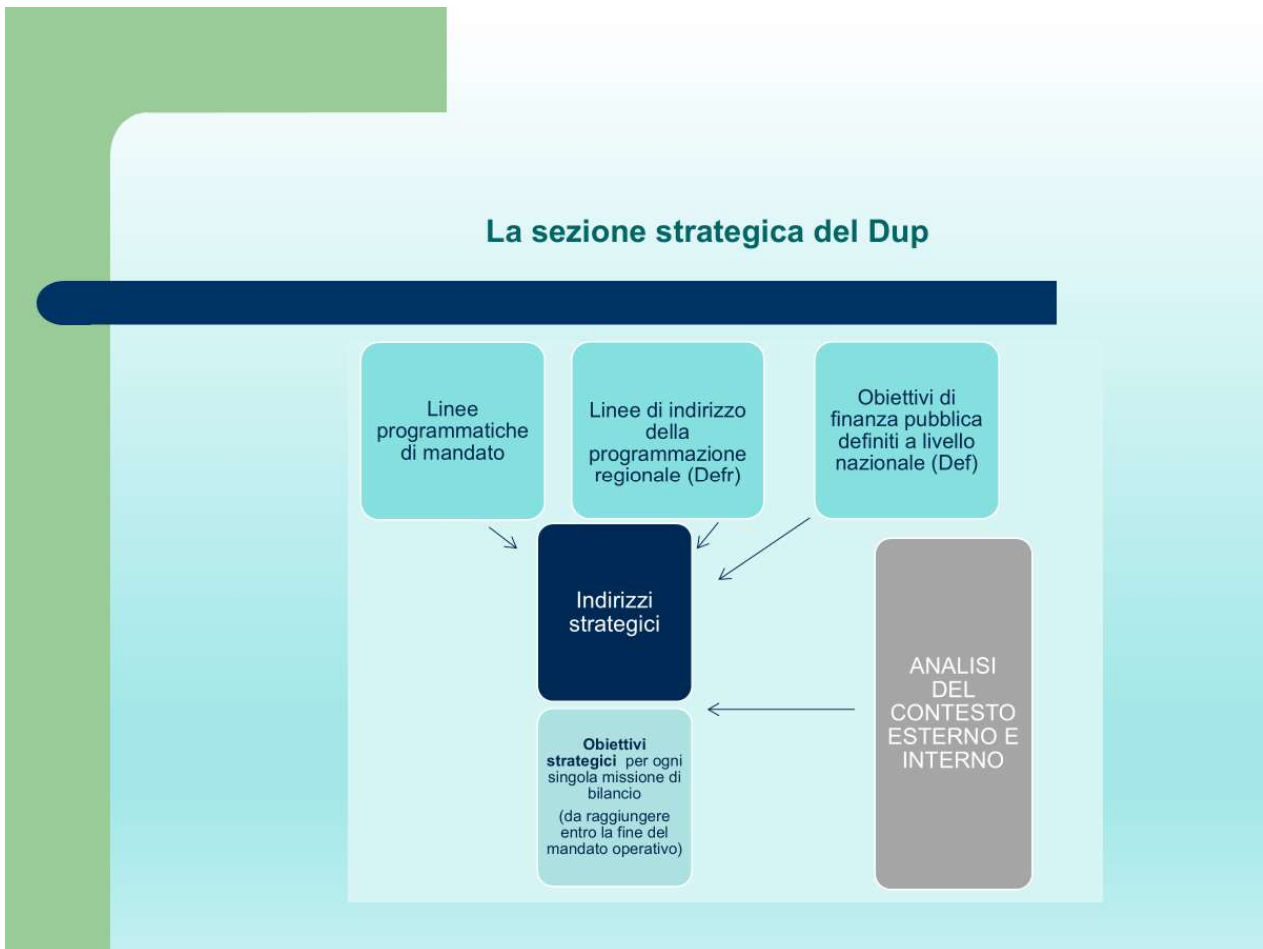 La sezione strategica del Dup
Linee
programmatiche
di mandato
Linee di indirizzo
della
programmazione
regionale (Defr)
Obiettivi di
finanza pubblica
definiti a livello
nazionale (Def)
Indirizzi
strategici
ANALISI
DEL
CONTESTO
ESTERNO E
INTERNO
Obiettivi
strategici per ogni
singola missione di
bilancio
(da raggiungere
entro la fine del
mandato operativo)